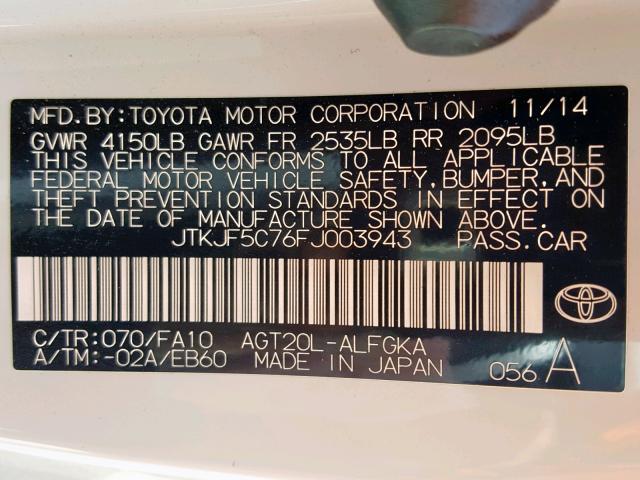 MFD.BY:TOYOTA MOTOR CORPORATION 11/14
GVWR 4150LB GAWR FR 2535LB RR 2095LB
THIS VEHICLE CONFORMS TO ALL APPLICABLE
FEDERAL MOTOR VEHICLE SAFETY,BUMPER,AND
THEFT PREVENTION STANDARDS IN EFFECT ON
THE DATE OF MANUFACTURE SHOWN ABOVE.
JTKJF5C76FJ003943 PASS.CAR
C/TR:070/FA10 AGT20L-ALFGKA
A/TM:-02A/EB60 MADE IN JAPAN 056 A